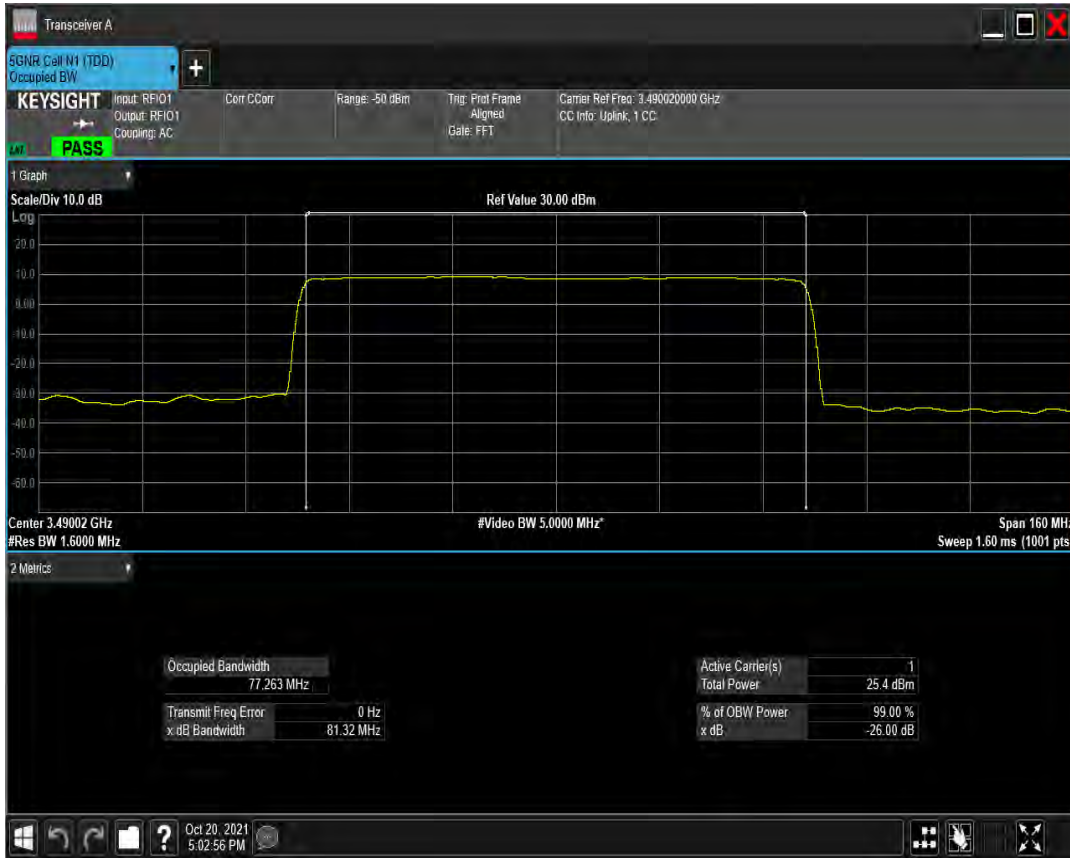 Transceiver A
5GNR Cell N1 (TDD)
Occupied BW
KEYSIGHT
PASS
Input: RFIO1
Output: RFIO1
Coupling: AC
Corr CCorr
Range: -50 dBm
Trig: Prot Frame
Aligned
Gate: FFT
Carrier Ref Freq: 3.490020000 GHz
CC Info: Uplink, 1 CC
1 Graph
Scale/Div 10.0 dB
Ref Value 30.00 dBm
Log
20.0
10.0
0.00
-10.0
-20.0
-30.0
-40.0
-50.0
-60.0
Center 3.49002 GHz
#Video BW 5.0000 MHz*
Span 160 MHz
#Res BW 1.6000 MHz
Sweep 1.60 ms (1001 pts
2 Metrics
Occupied Bandwidth
77.263 MHz
Transmit Freq Error 0 Hz
x dB Bandwidth 81.32 MHz
Active Carrier(s) 1
Total Power 25.4 dBm
% of OBW Power 99.00 %
x dB -26.00 dB
?
Oct 20, 2021
5:02:56 PM